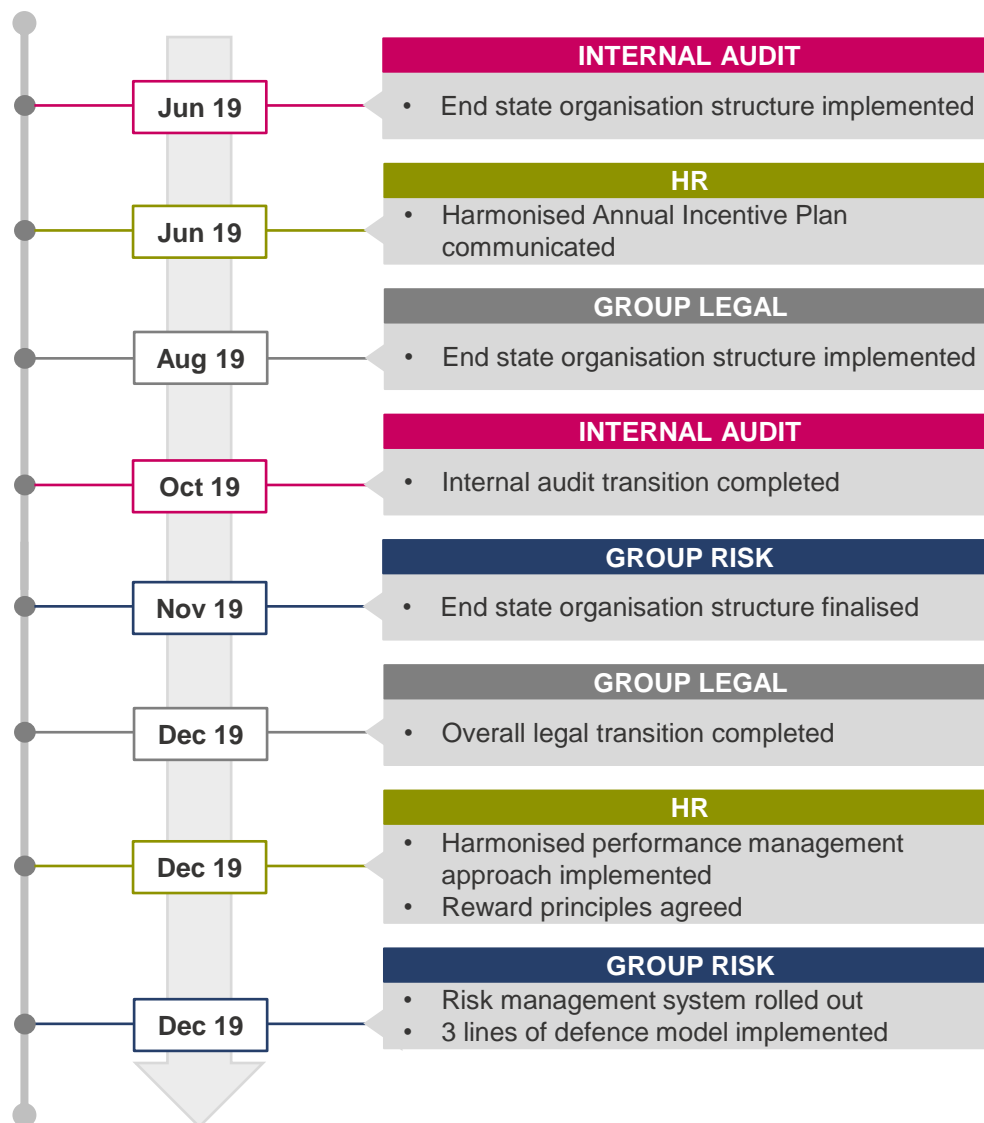 INTERNAL AUDIT
Jun 19
• End state organisation structure implemented
HR
Jun 19
• Harmonised Annual Incentive Plan
communicated
GROUP LEGAL
Aug 19
• End state organisation structure implemented
INTERNAL AUDIT
Oct 19
• Internal audit transition completed
GROUP RISK
Nov 19
• End state organisation structure finalised
GROUP LEGAL
Dec 19
• Overall legal transition completed
HR
Dec 19
• Harmonised performance management
approach implemented
• Reward principles agreed
GROUP RISK
Dec 19
• Risk management system rolled out
• 3 lines of defence model implemented